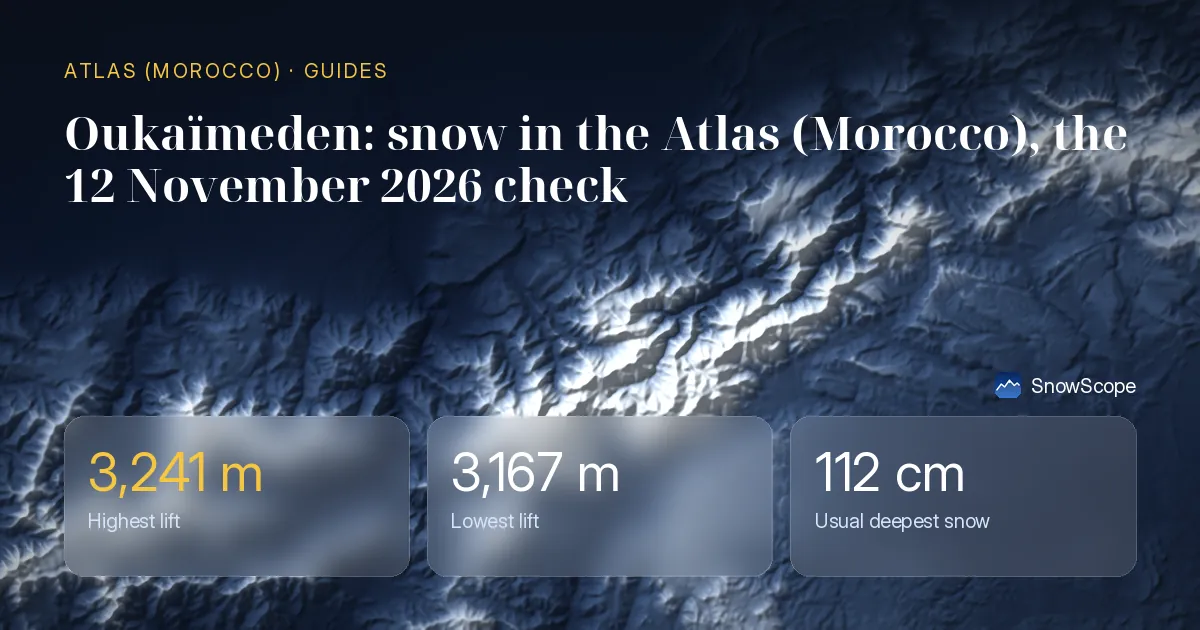 ATLAS (MOROCCO) · GUIDES
Oukaïmeden: snow in the Atlas (Morocco), the
12 November 2026 check
SnowScope
3,241 m
Highest lift
3,167 m
Lowest lift
112 cm
Usual deepest snow